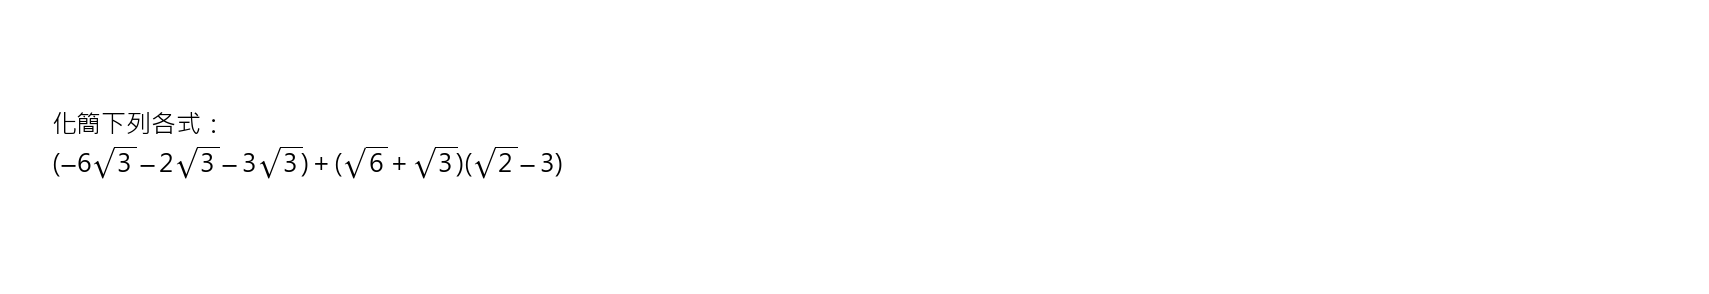 化簡下列各式：
(−6√3 − 2√3 − 3√3) + (√6 + √3)(√2 − 3)